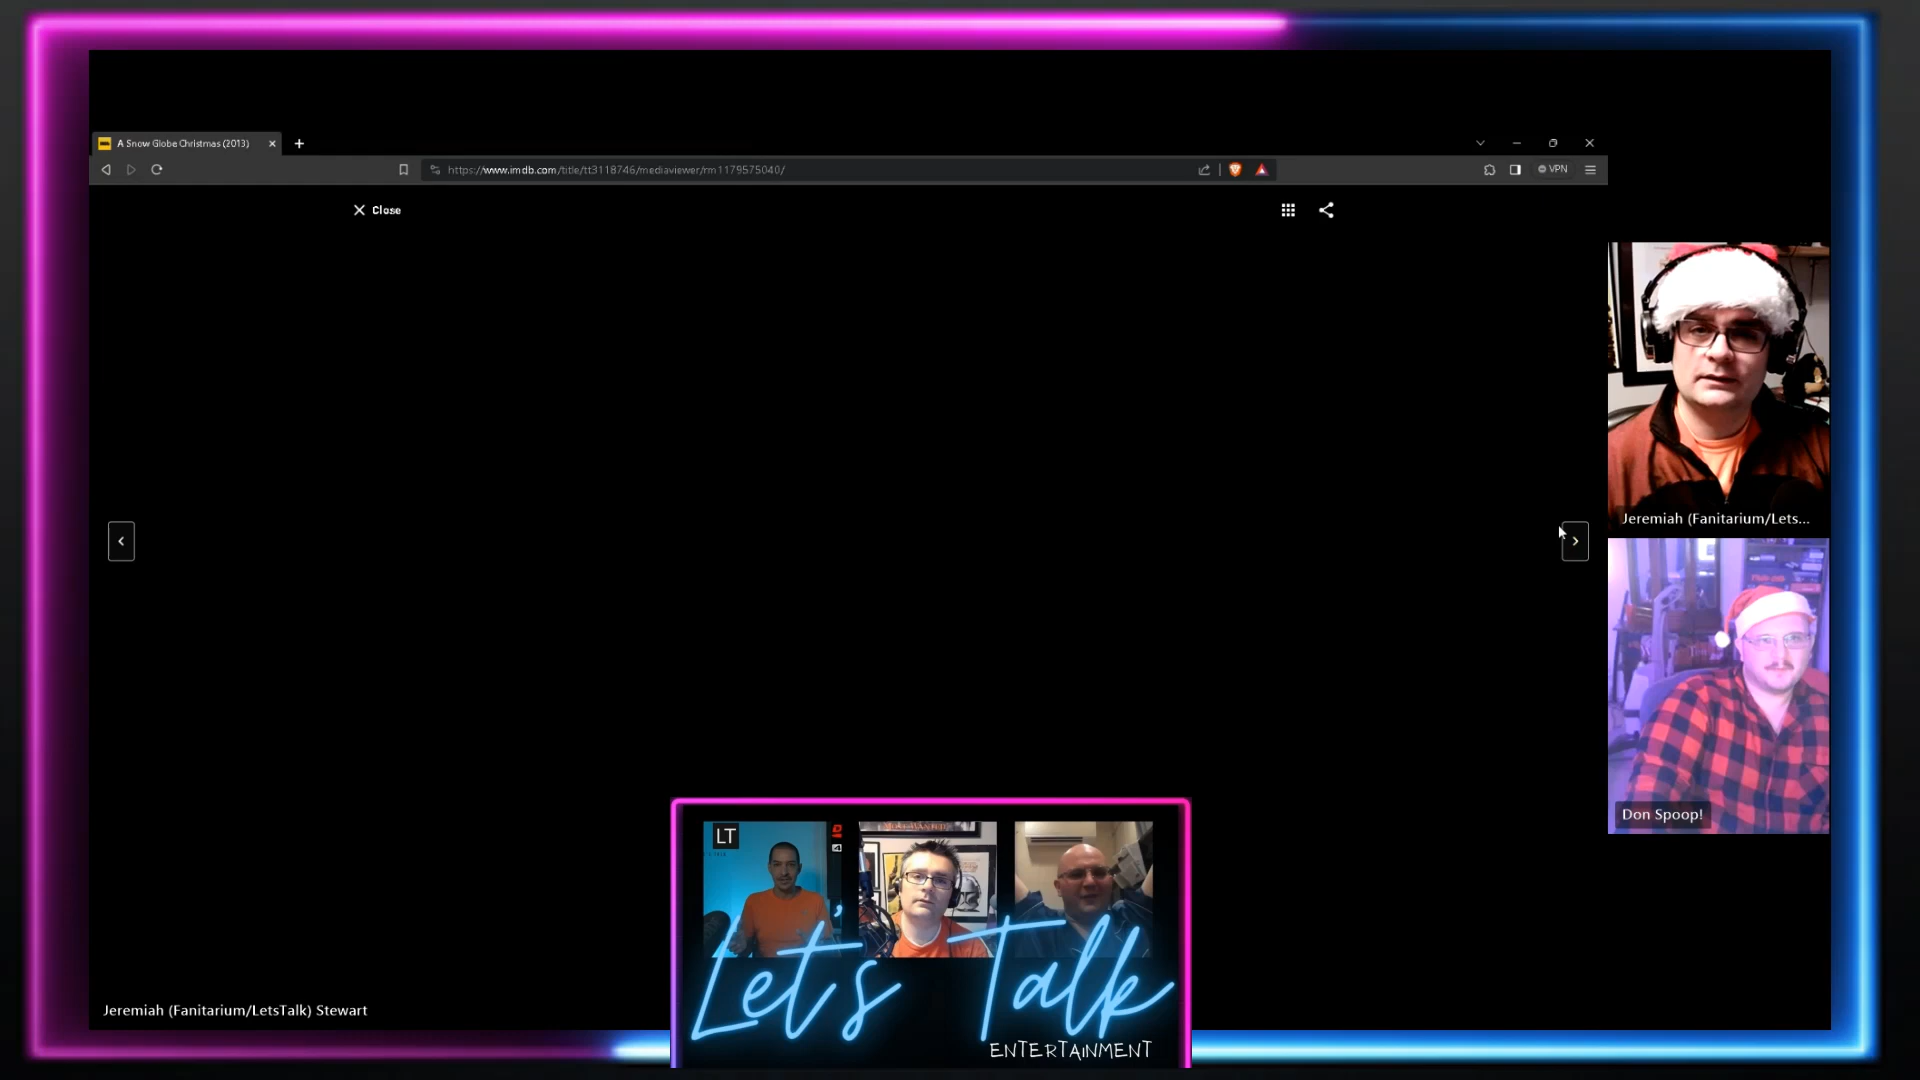 A Snow Globe Christmas (2013)
https://www.imdb.com/title/tt3118746/mediaviewer/rm1179575040/
VPN
Close
Jeremiah (Fanitarium/Lets...
Don Spoop!
LT
Let's Talk
ENTERTAINMENT
Jeremiah (Fanitarium/LetsTalk) Stewart